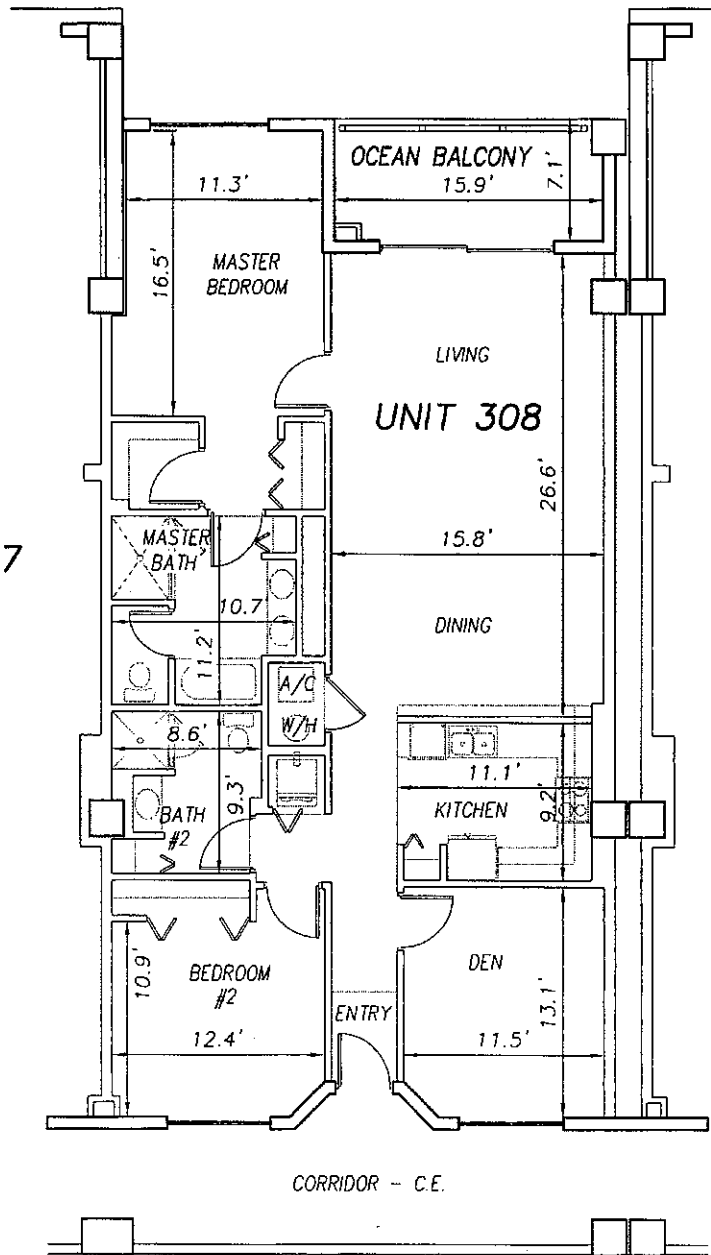 OCEAN BALCONY
15.9'
7.1'
11.3'
16.5'
MASTER
BEDROOM
LIVING
UNIT 308
26.6'
15.8'
7
MASTER
BATH
10.7
11.2'
DINING
A/C
W/H
8.6'
9.3'
BATH
#2
11.1'
KITCHEN
9.2'
BEDROOM
#2
10.9'
12.4'
ENTRY
DEN
13.1'
11.5'
CORRIDOR - C.E.